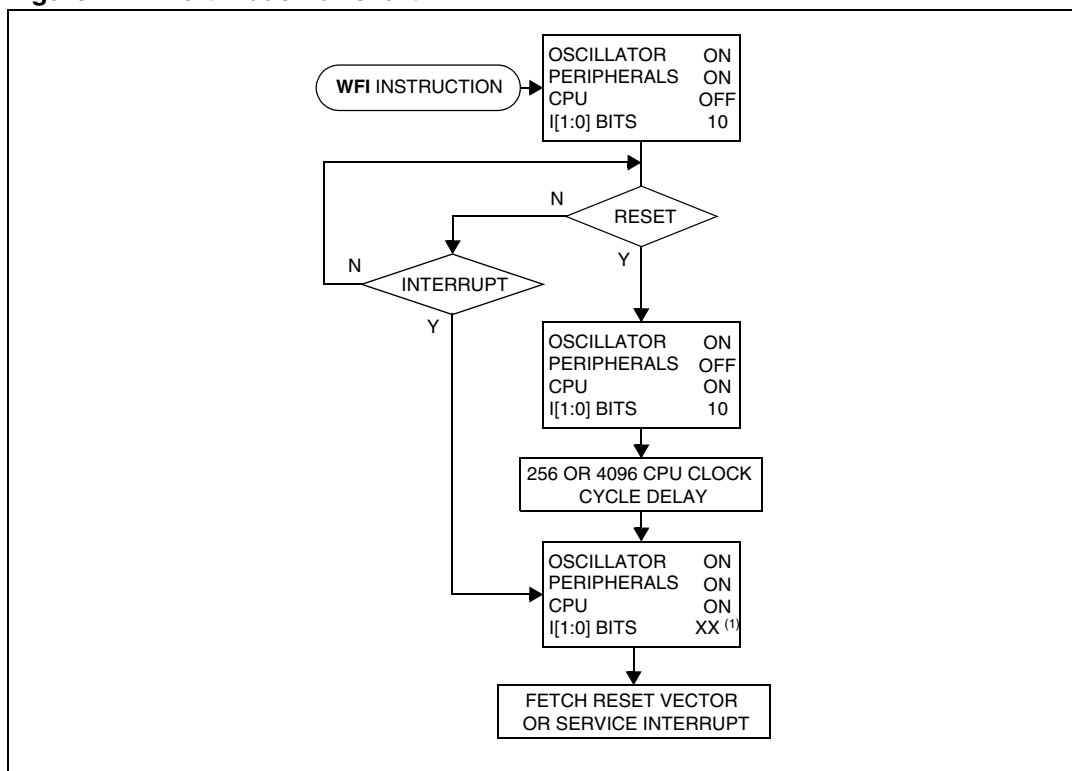 WFI INSTRUCTION
OSCILLATOR ON
PERIPHERALS ON
CPU OFF
I[1:0] BITS 10
N
RESET
Y
N
INTERRUPT
Y
OSCILLATOR ON
PERIPHERALS OFF
CPU ON
I[1:0] BITS 10
256 OR 4096 CPU CLOCK
CYCLE DELAY
OSCILLATOR ON
PERIPHERALS ON
CPU ON
I[1:0] BITS XX (1)
FETCH RESET VECTOR
OR SERVICE INTERRUPT